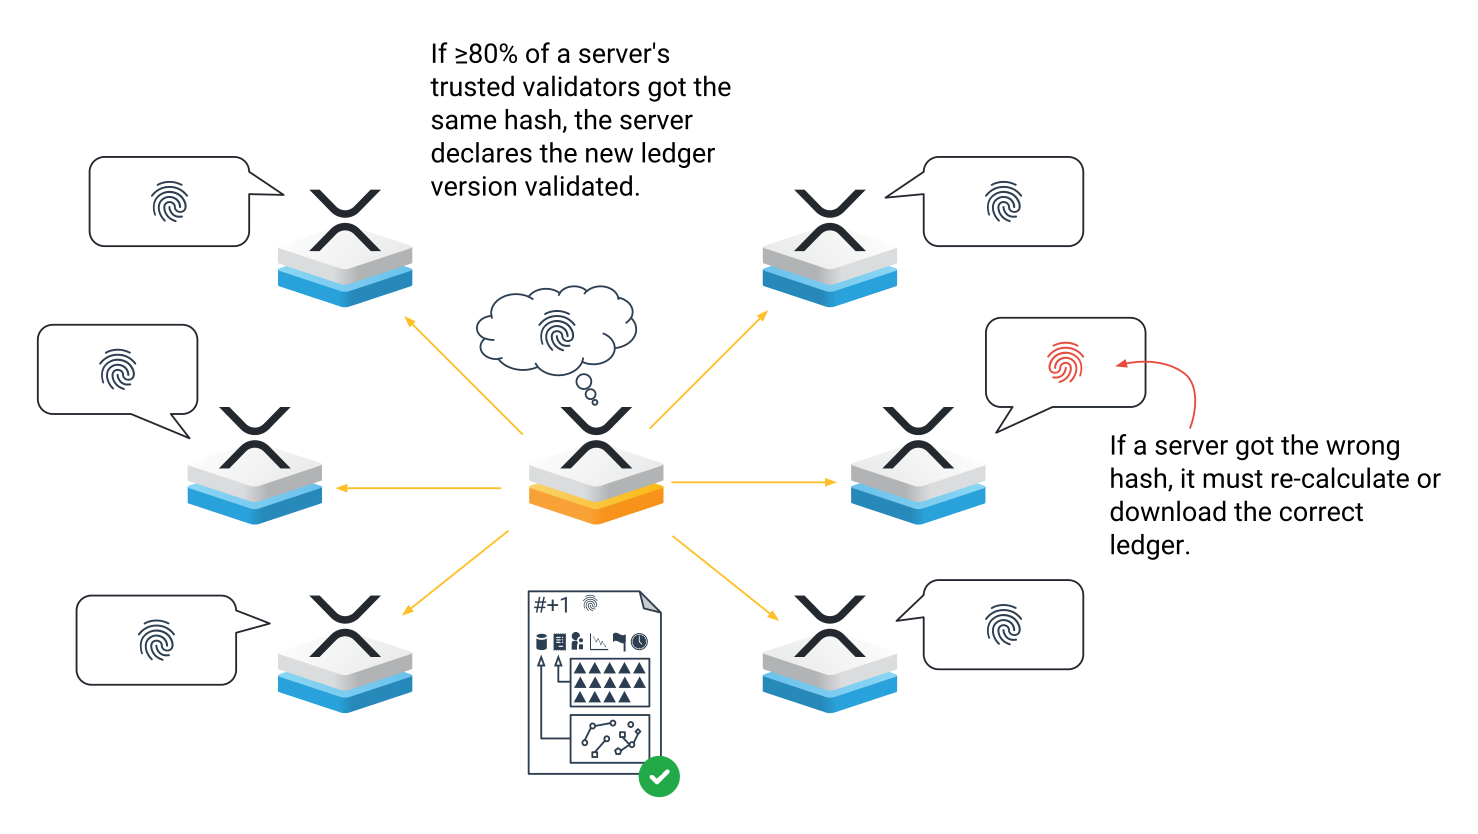 If ≥80% of a server's
trusted validators got the
same hash, the server
declares the new ledger
version validated.
If a server got the wrong
hash, it must re-calculate or
download the correct
ledger.
#+1